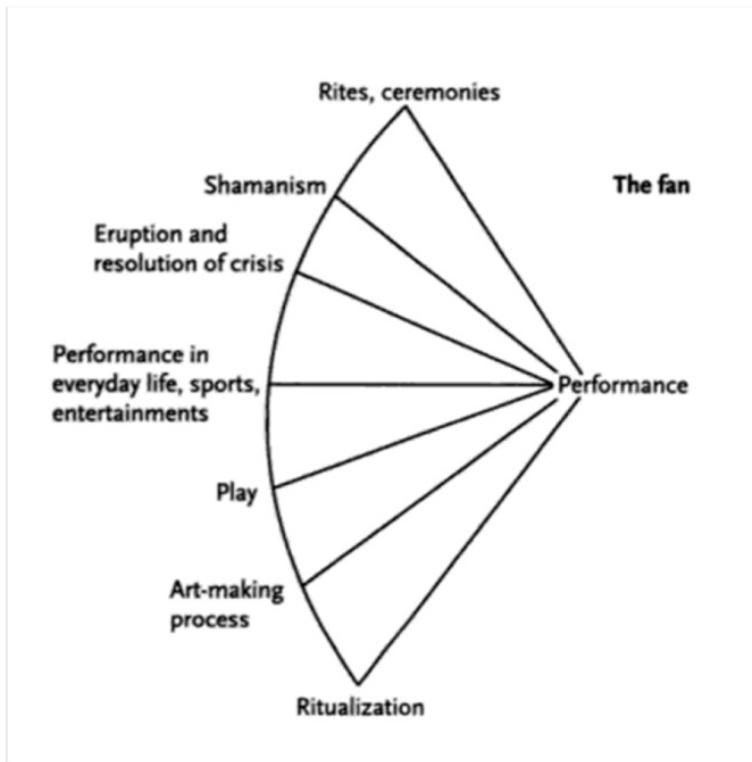 Rites, ceremonies
Shamanism
The fan
Eruption and
resolution of crisis
Performance in
everyday life, sports,
entertainments
Performance
Play
Art-making
process
Ritualization